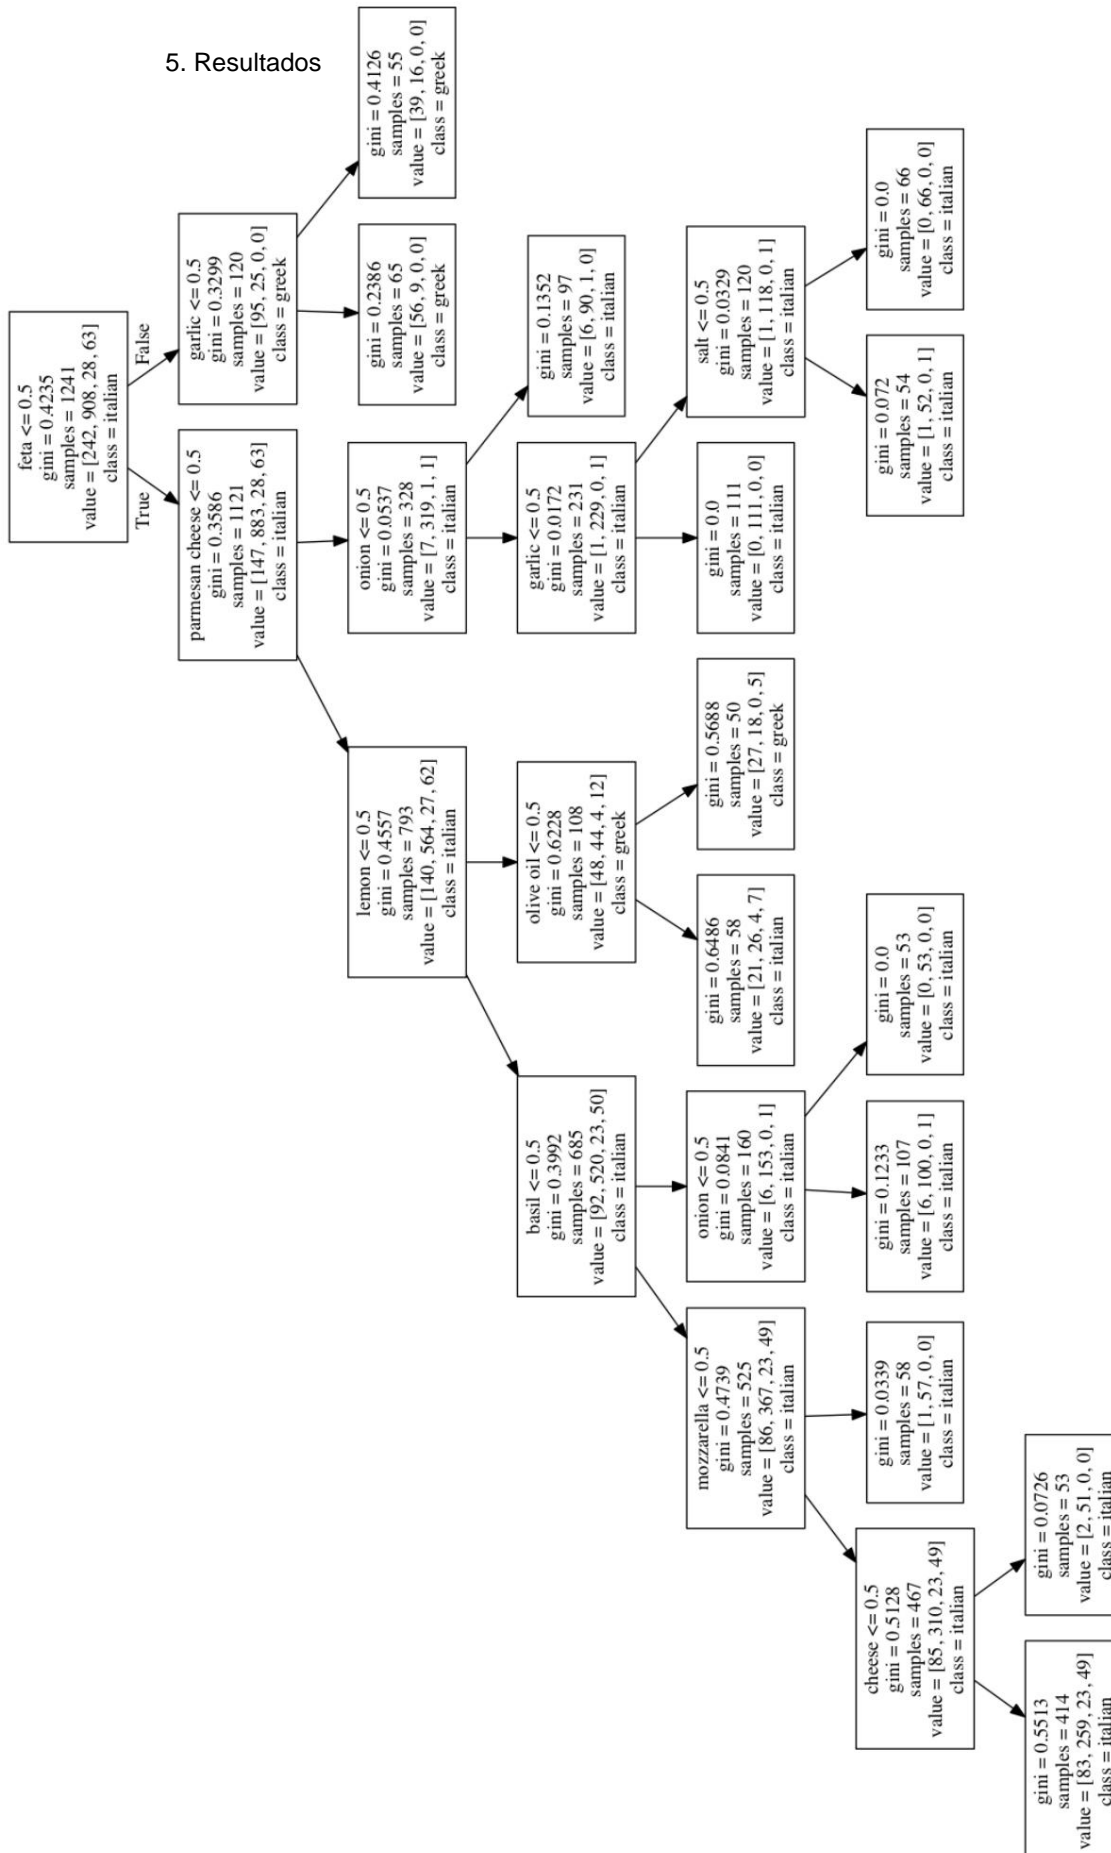 5. Resultados
feta <= 0.5
gini = 0.4235
samples = 1241
value = [242, 908, 28, 63]
class = italian
True
False
parmesan cheese <= 0.5
gini = 0.3586
samples = 1121
value = [147, 883, 28, 63]
class = italian
garlic <= 0.5
gini = 0.3299
samples = 120
value = [95, 25, 0, 0]
class = greek
lemon <= 0.5
gini = 0.4557
samples = 793
value = [140, 564, 27, 62]
class = italian
onion <= 0.5
gini = 0.0537
samples = 328
value = [7, 319, 1, 1]
class = italian
gini = 0.2386
samples = 65
value = [56, 9, 0, 0]
class = greek
gini = 0.4126
samples = 55
value = [39, 16, 0, 0]
class = greek
basil <= 0.5
gini = 0.3992
samples = 685
value = [92, 520, 23, 50]
class = italian
olive oil <= 0.5
gini = 0.6228
samples = 108
value = [48, 44, 4, 12]
class = greek
garlic <= 0.5
gini = 0.0172
samples = 231
value = [1, 229, 0, 1]
class = italian
gini = 0.1352
samples = 97
value = [6, 90, 1, 0]
class = italian
mozzarella <= 0.5
gini = 0.4739
samples = 525
value = [86, 367, 23, 49]
class = italian
onion <= 0.5
gini = 0.0841
samples = 160
value = [6, 153, 0, 1]
class = italian
gini = 0.6486
samples = 58
value = [21, 26, 4, 7]
class = italian
gini = 0.5688
samples = 50
value = [27, 18, 0, 5]
class = greek
gini = 0.0
samples = 111
value = [0, 111, 0, 0]
class = italian
salt <= 0.5
gini = 0.0329
samples = 120
value = [1, 118, 0, 1]
class = italian
cheese <= 0.5
gini = 0.5128
samples = 467
value = [85, 310, 23, 49]
class = italian
gini = 0.0339
samples = 58
value = [1, 57, 0, 0]
class = italian
gini = 0.1233
samples = 107
value = [6, 100, 0, 1]
class = italian
gini = 0.0
samples = 53
value = [0, 53, 0, 0]
class = italian
gini = 0.072
samples = 54
value = [1, 52, 0, 1]
class = italian
gini = 0.0
samples = 66
value = [0, 66, 0, 0]
class = italian
gini = 0.5513
samples = 414
value = [83, 259, 23, 49]
class = italian
gini = 0.0726
samples = 53
value = [2, 51, 0, 0]
class = italian